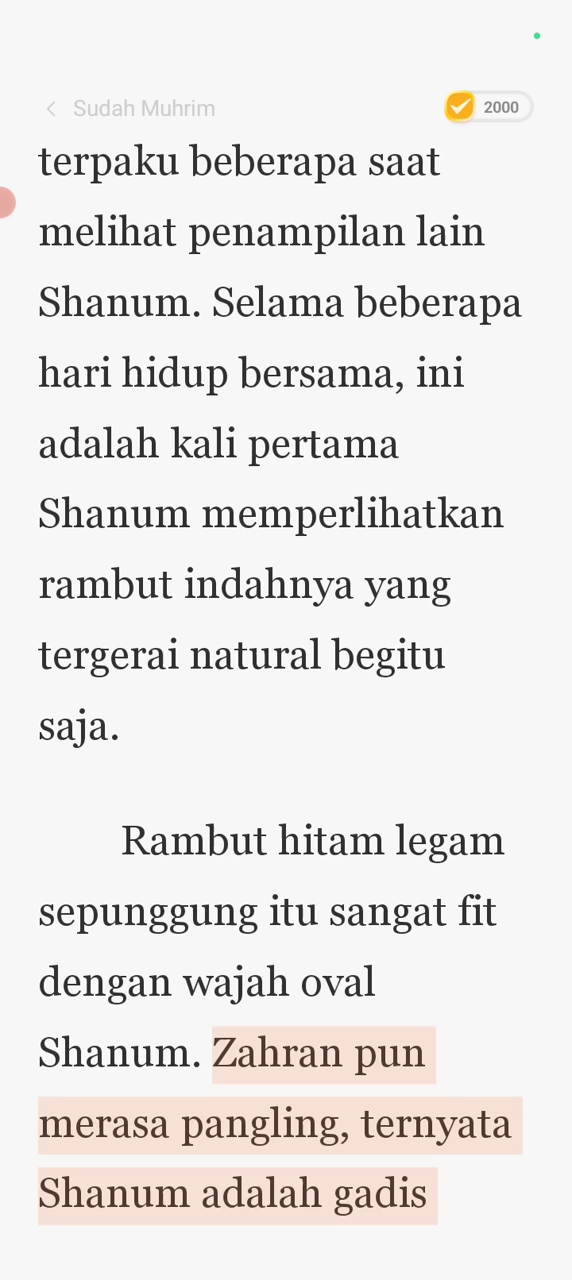 Sudah Muhrim
2000
terpaku beberapa saat
melihat penampilan lain
Shanum. Selama beberapa
hari hidup bersama, ini
adalah kali pertama
Shanum memperlihatkan
rambut indahnya yang
tergerai natural begitu
saja.
Rambut hitam legam
sepunggung itu sangat fit
dengan wajah oval
Shanum. Zahran pun
merasa pangling, ternyata
Shanum adalah gadis